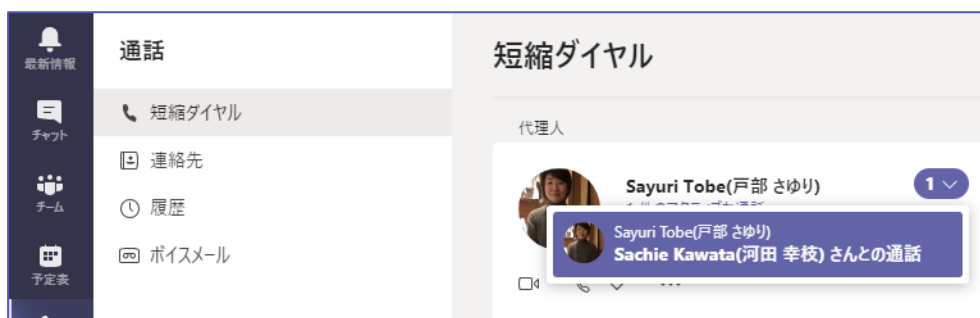 最新情報
チャット
チーム
予定表
通話
短縮ダイヤル
連絡先
履歴
ボイスメール
短縮ダイヤル
代理人
Sayuri Tobe(戸部 さゆり)
1
Sayuri Tobe(戸部 さゆり)
Sachie Kawata(河田 幸枝) さんとの通話